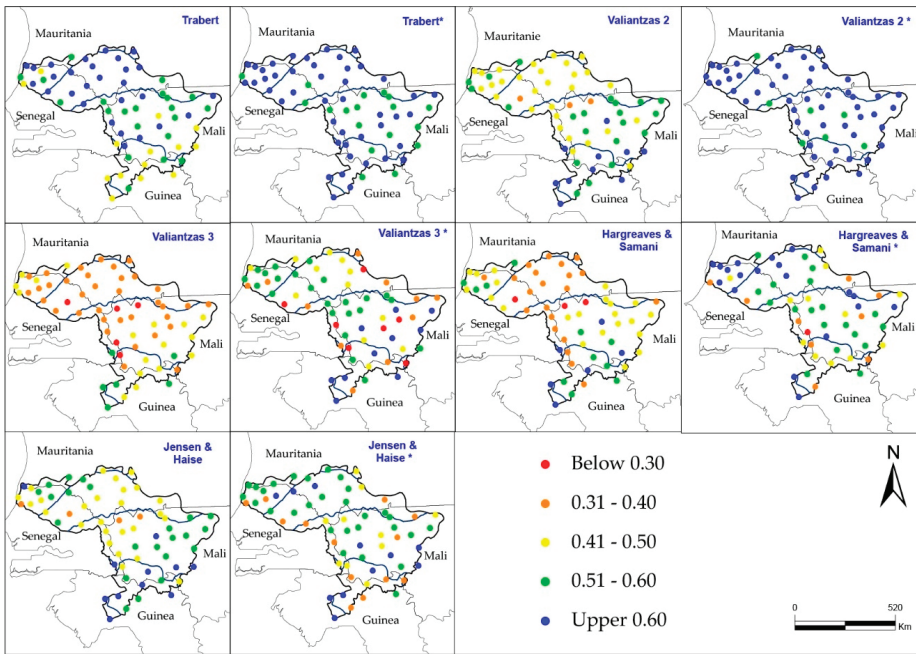 Trabert
Mauritania
Senegal
Mali
Guinea
Trabert*
Mauritania
Senegal
Mali
Guinea
Valiantzas 2
Mauritanie
Senegal
Mali
Guinea
Valiantzas 2 *
Mauritania
Senegal
Mali
Guinea
Valiantzas 3
Mauritania
Senegal
Mali
Guinea
Valiantzas 3 *
Mauritania
Senegal
Mali
Guinea
Hargreaves &
Samani
Mauritania
Senegal
Mali
Guinea
Hargreaves &
Samani *
Mauritania
Senegal
Mali
Guinea
Jensen &
Haise
Mauritania
Senegal
Mali
Guinea
Jensen &
Haise *
Mauritania
Senegal
Mali
Guinea
Below 0.30
0.31 - 0.40
0.41 - 0.50
0.51 - 0.60
Upper 0.60
N
0 520
Km